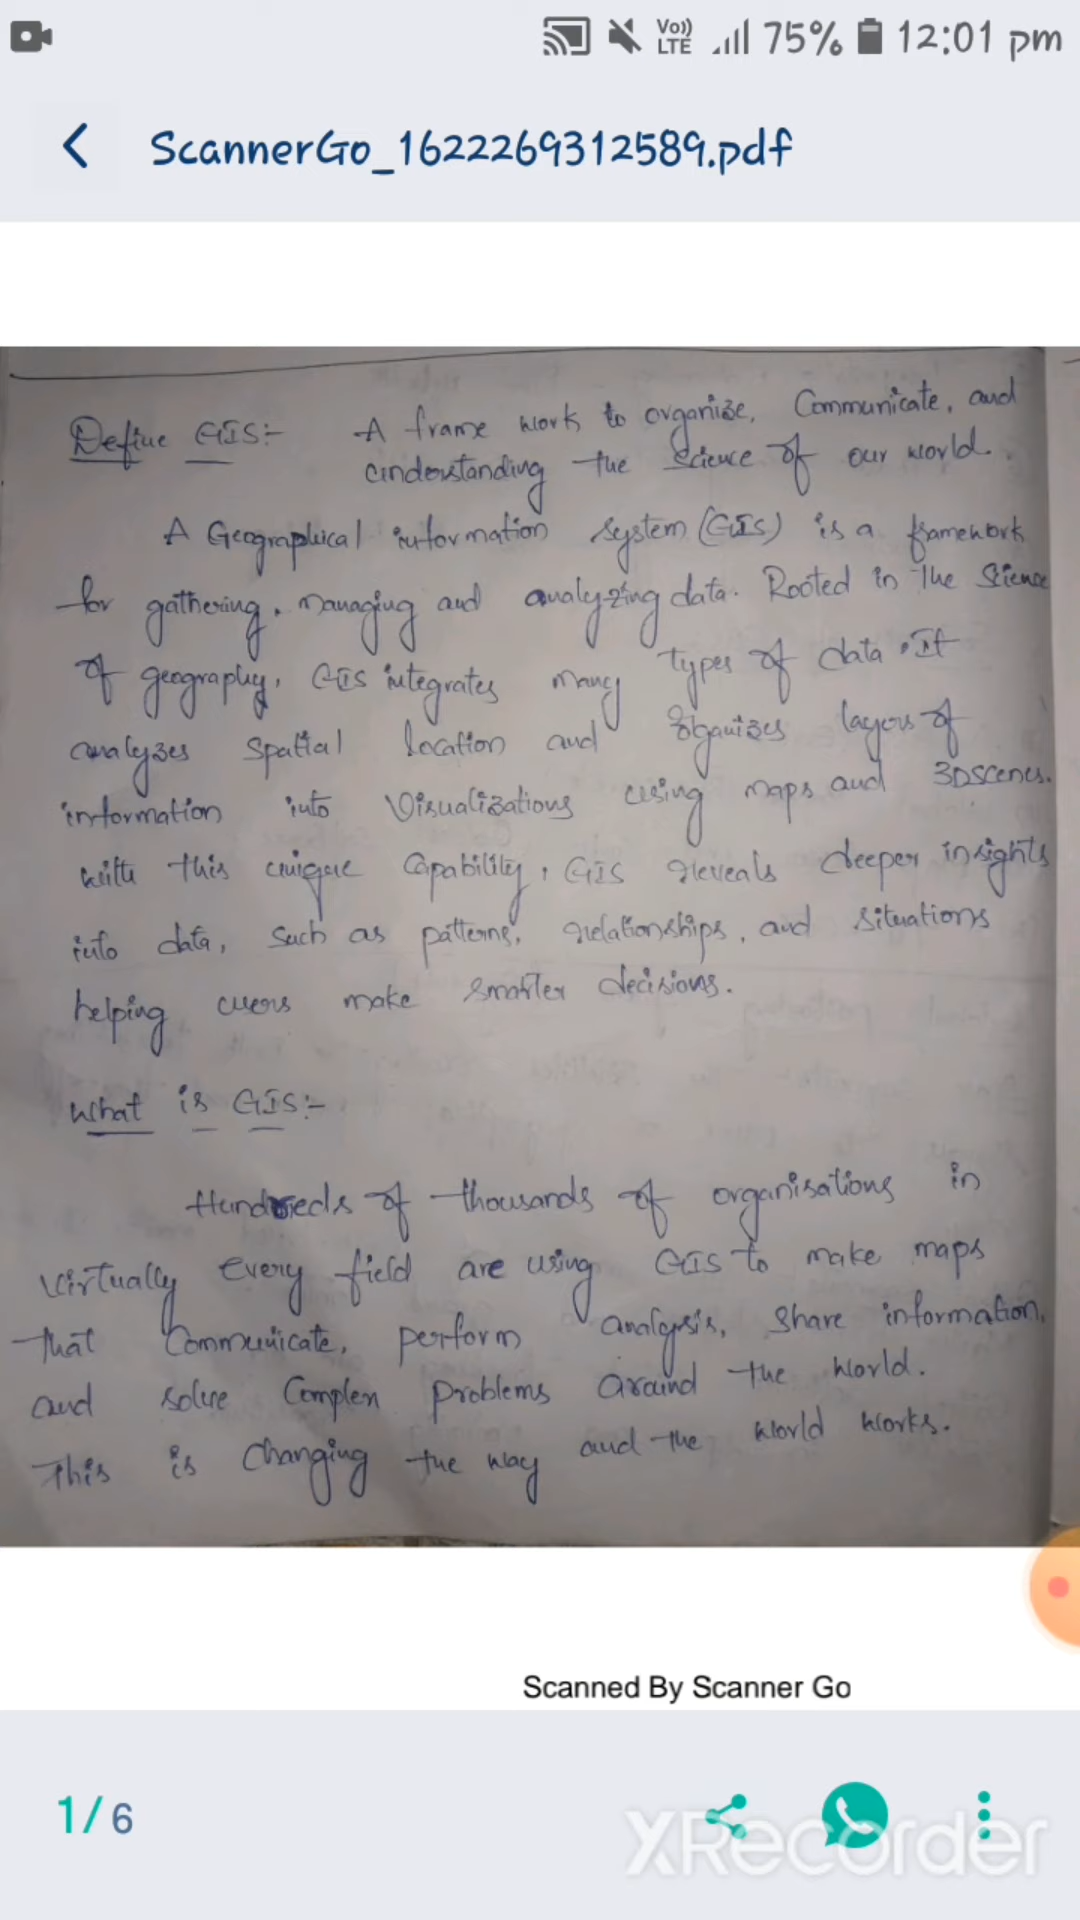 Vo)) LTE 75% 12:01 pm
ScannerGo_1622269312589.pdf
Define GIS:- A frame work to organize, Communicate, and
understanding the science of our world.
A Geographical information system (GIS) is a framework
for gathering, managing and analyzing data. Rooted in the science
of geography, GIS integrates many types of data. It
analyzes spatial location and organizes layers of
information into Visualizations using maps and 3D scenes.
with this unique Capability, GIS reveals deeper insights
into data, such as patterns, relationships, and situations
helping users make smarter decisions.
What is GIS:-
Hundreds of thousands of organisations in
virtually every field are using GIS to make maps
that Communicate, perform analysis, share information,
and solve Complex problems around the world.
This is changing the way and the world works.
Scanned By Scanner Go
1/6
XRecorder